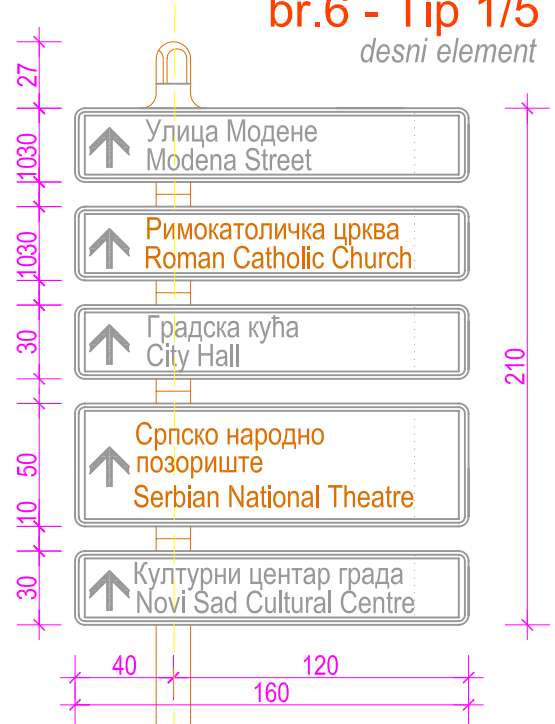 br.6 - Tip 1/5
desni element
27
Улица Модене
Modena Street
1030
Римокатоличка црква
Roman Catholic Church
1030
Градска кућа
City Hall
30
210
Српско народно
позориште
Serbian National Theatre
50
10
Културни центар града
Novi Sad Cultural Centre
30
40
120
160